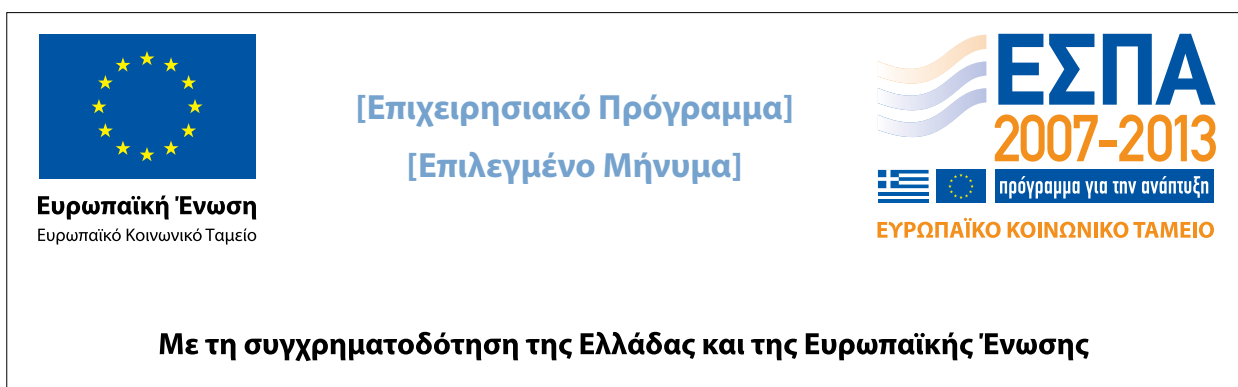 Ευρωπαϊκή Ένωση
Ευρωπαϊκό Κοινωνικό Ταμείο
[Επιχειρησιακό Πρόγραμμα]
[Επιλεγμένο Μήνυμα]
ΕΣΠΑ
2007-2013
πρόγραμμα για την ανάπτυξη
ΕΥΡΩΠΑΪΚΟ ΚΟΙΝΩΝΙΚΟ ΤΑΜΕΙΟ
Με τη συγχρηματοδότηση της Ελλάδας και της Ευρωπαϊκής Ένωσης